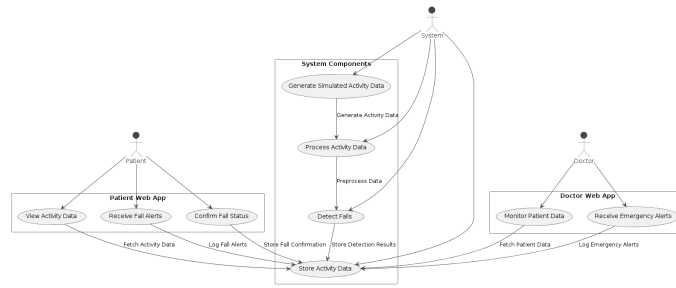 System
System Components
Generate Simulated Activity Data
Generate Activity Data
Process Activity Data
Patient
Doctor
Preprocess Data
Patient Web App
Doctor Web App
View Activity Data
Receive Fall Alerts
Confirm Fall Status
Detect Falls
Monitor Patient Data
Receive Emergency Alerts
Fetch Activity Data
Log Fall Alerts
Store Fall Confirmation
Store Detection Results
Fetch Patient Data
Log Emergency Alerts
Store Activity Data